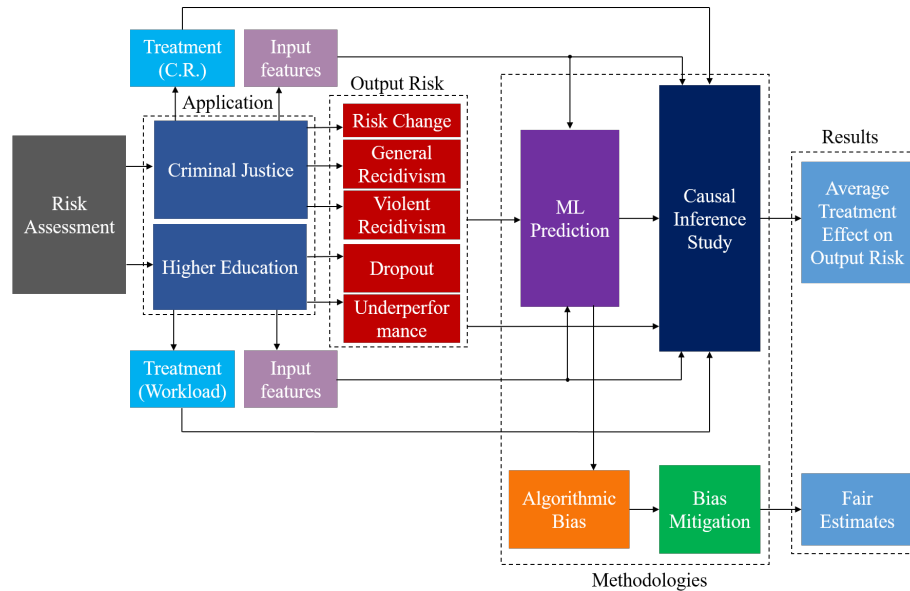 Treatment
(C.R.)
Input
features
Output Risk
Application
Risk Change
Criminal Justice
General
Recidivism
Violent
Recidivism
Risk
Assessment
Higher Education
Dropout
Underperfor
mance
Treatment
(Workload)
Input
features
ML
Prediction
Causal
Inference
Study
Results
Average
Treatment
Effect on
Output Risk
Algorithmic
Bias
Bias
Mitigation
Fair
Estimates
Methodologies